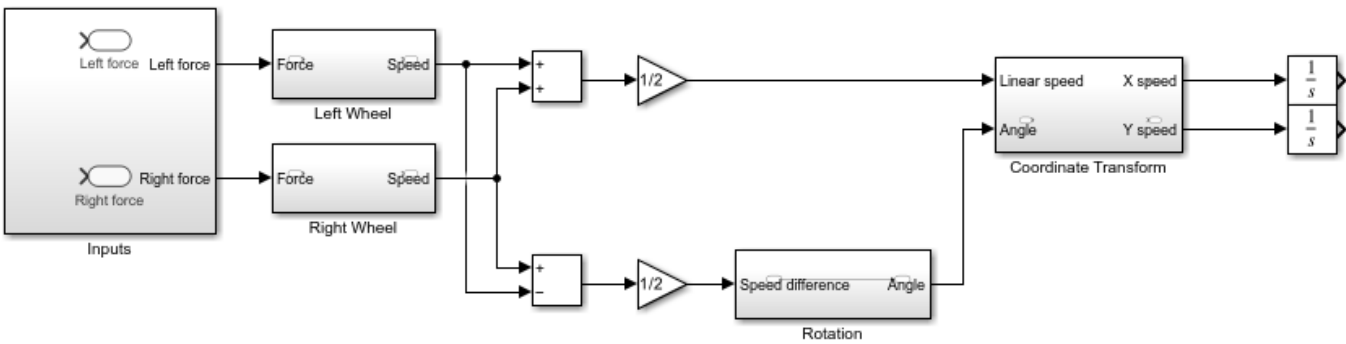 Left force
Left force
Right force
Right force
Inputs
Force
Speed
Left Wheel
Force
Speed
Right Wheel
+
+
1/2
+
−
1/2
Speed difference
Angle
Rotation
Linear speed
X speed
Angle
Y speed
Coordinate Transform
1
s
1
s